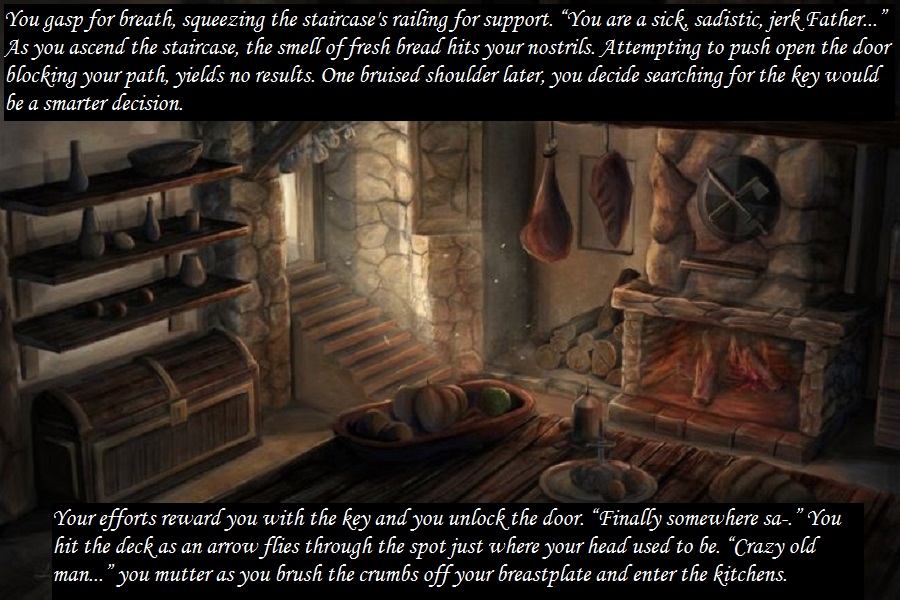 You gasp for breath, squeezing the staircase's railing for support. “You are a sick, sadistic, jerk Father...”
As you ascend the staircase, the smell of fresh bread hits your nostrils. Attempting to push open the door
blocking your path, yields no results. One bruised shoulder later, you decide searching for the key would
be a smarter decision.
Your efforts reward you with the key and you unlock the door. “Finally somewhere sa-.” You
hit the deck as an arrow flies through the spot just where your head used to be. “Crazy old
man...” you mutter as you brush the crumbs off your breastplate and enter the kitchens.